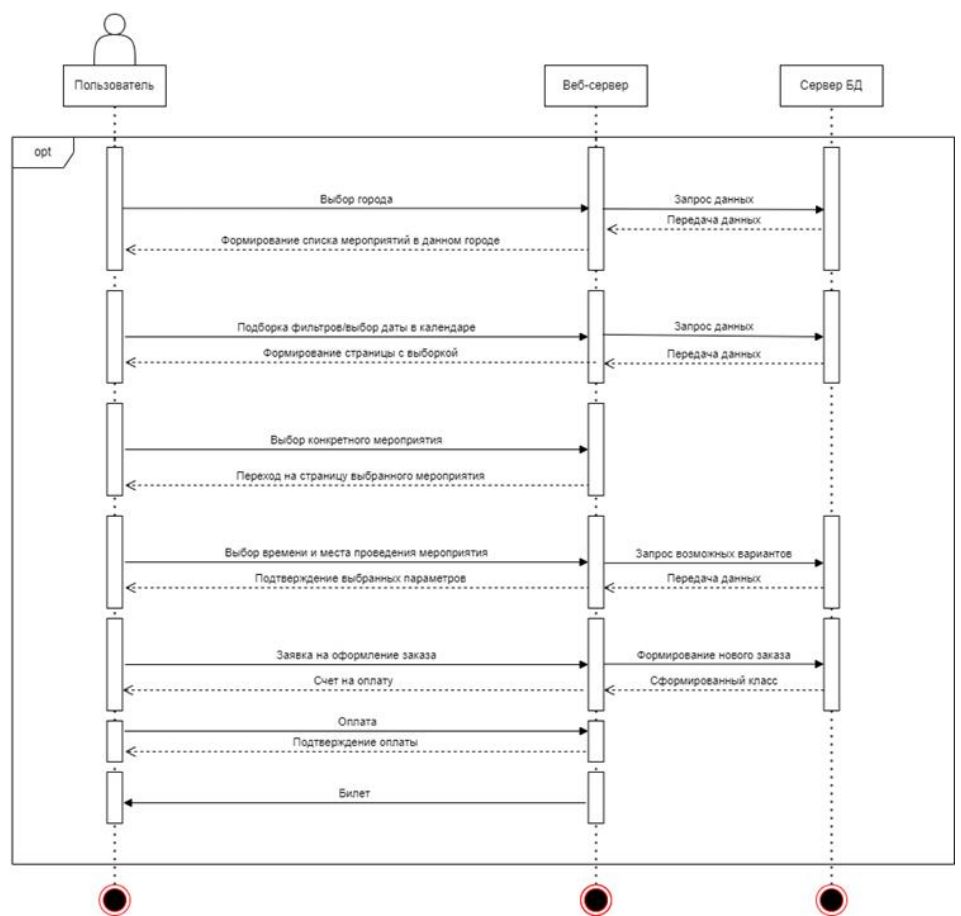 Пользователь
Веб-сервер
Сервер БД
opt
Выбор города
Запрос данных
Передача данных
Формирование списка мероприятий в данном городе
Подборка фильтров/выбор даты в календаре
Запрос данных
Формирование страницы с выборкой
Передача данных
Выбор конкретного мероприятия
Переход на страницу выбранного мероприятия
Выбор времени и места проведения мероприятия
Запрос возможных вариантов
Подтверждение выбранных параметров
Передача данных
Заявка на оформление заказа
Формирование нового заказа
Счет на оплату
Сформированный класс
Оплата
Подтверждение оплаты
Билет